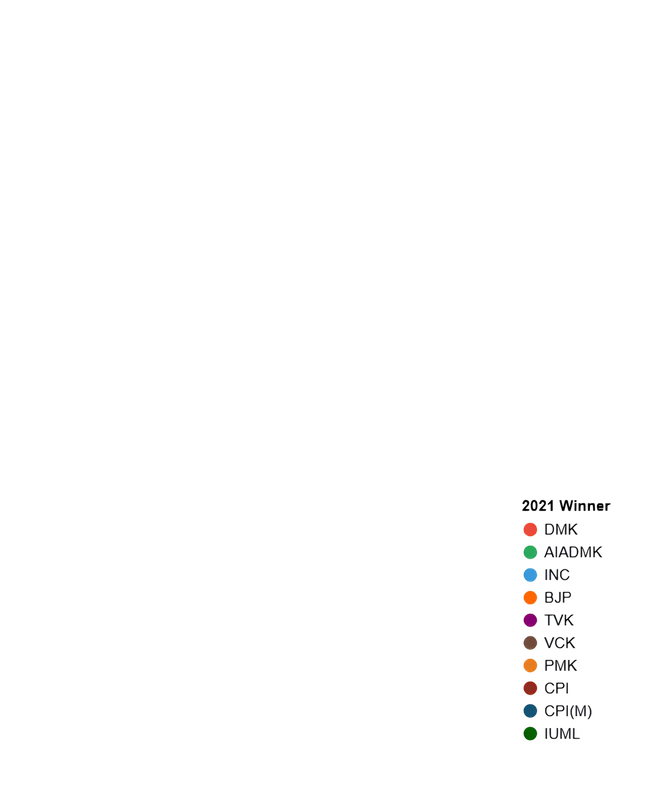 2021 Winner
DMK
AIADMK
INC
BJP
TVK
VCK
PMK
CPI
CPI(M)
IUML